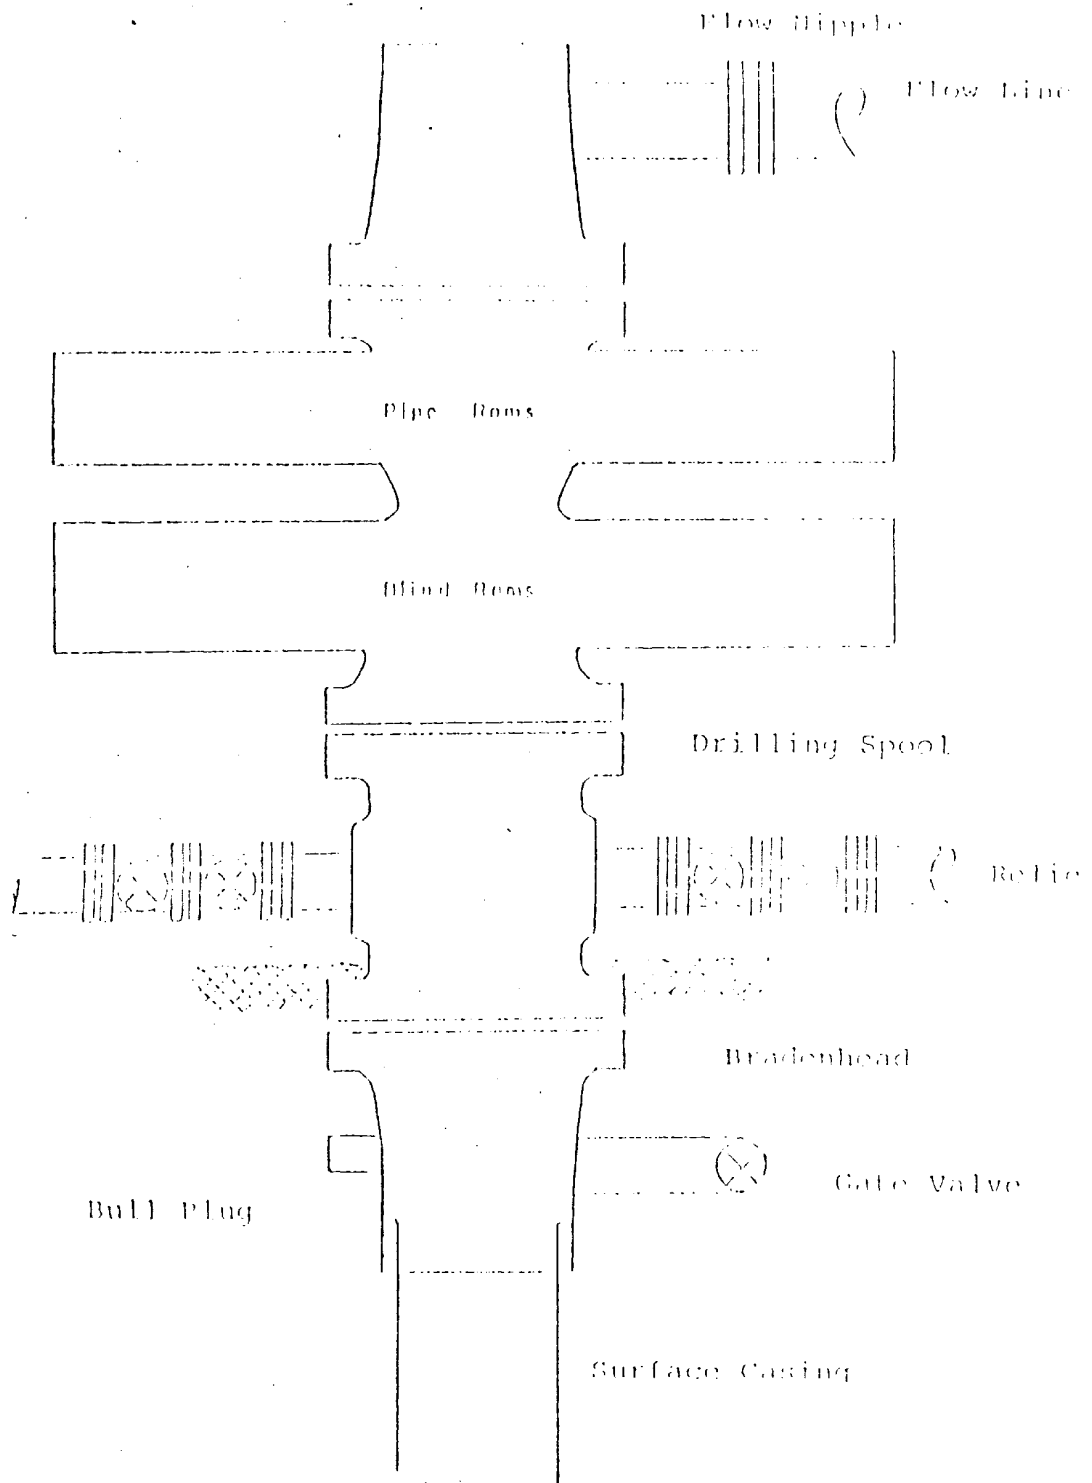 Flow Nipple
Flow Line
Pipe Rams
Blind Rams
Drilling Spool
Relie
Bradenhead
Gate Valve
Bull Plug
Surface Casing